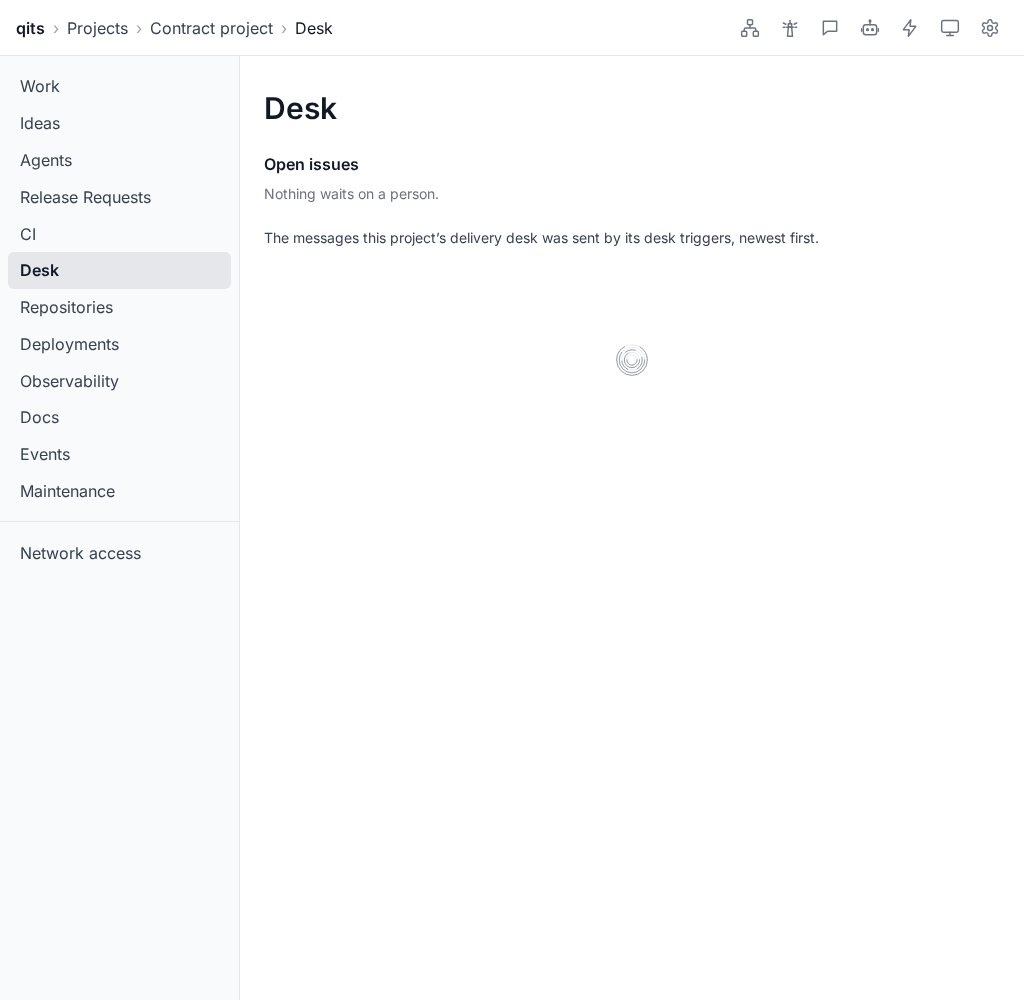 qits › Projects › Contract project › Desk
Work
Ideas
Agents
Release Requests
CI
Desk
Repositories
Deployments
Observability
Docs
Events
Maintenance
Network access
Desk
Open issues
Nothing waits on a person.
The messages this project’s delivery desk was sent by its desk triggers, newest first.